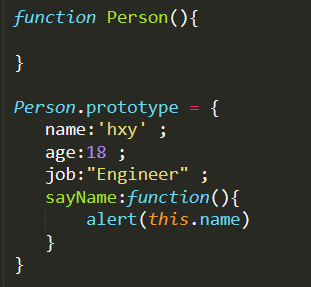 function Person(){
}
Person.prototype = {
name:'hxy' ;
age:18 ;
job:"Engineer" ;
sayName:function(){
alert(this.name)
}
}